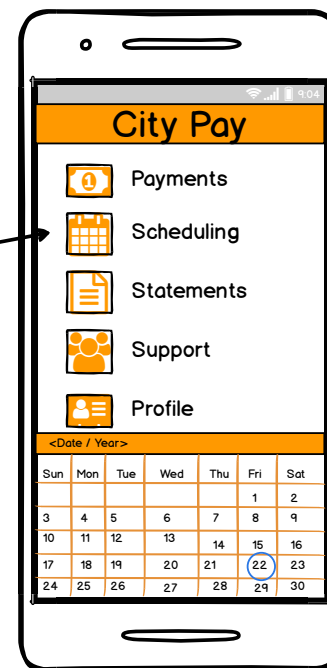 9:04
City Pay
1
Payments
Scheduling
Statements
Support
Profile
<Date / Year>
Sun Mon Tue Wed Thu Fri Sat
1 2
3 4 5 6 7 8 9
10 11 12 13 14 15 16
17 18 19 20 21 22 23
24 25 26 27 28 29 30